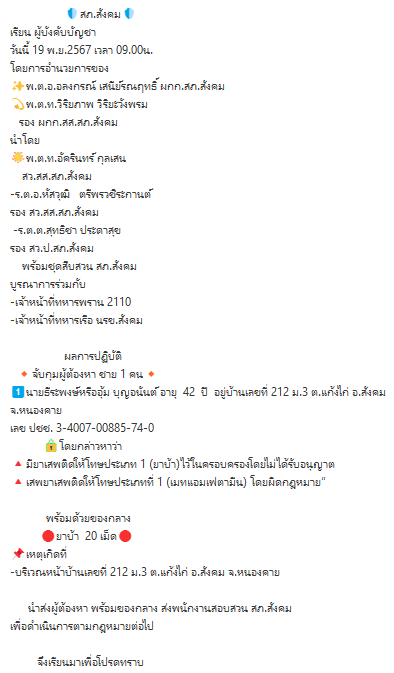 🛡️ สภ.สังคม 🛡️
เรียน ผู้บังคับบัญชา
วันนี้ 19 พ.ย.2567 เวลา 09.00น.
โดยการอำนวยการของ
✨พ.ต.อ.อลงกรณ์ เสนีย์รณฤทธิ์ ผกก.สภ.สังคม
💫พ.ต.ท.วิริยภาพ วิริยะวังพรม
รอง ผกก.สส.สภ.สังคม
นำโดย
🌟พ.ต.ท.อัครินทร์ กุลเสน
สว.สส.สภ.สังคม
-ร.ต.อ.หัสวุฒิ ตรีพรวชีระกานต์
รอง สว.สส.สภ.สังคม
-ร.ต.ต.สุทธิชา ประดาสุข
รอง สว.ป.สภ.สังคม
พร้อมชุดสืบสวน สภ.สังคม
บูรณาการร่วมกับ
-เจ้าหน้าที่ทหารพราน 2110
-เจ้าหน้าที่ทหารเรือ นรข.สังคม
ผลการปฏิบัติ
🔸จับกุมผู้ต้องหา ชาย 1 คน🔸
1️⃣นายธีระพงษ์หรืออุ้ม บุญอนันต์ อายุ 42 ปี อยู่บ้านเลขที่ 212 ม.3 ต.แก้งไก่ อ.สังคม
จ.หนองคาย
เลข ปชช. 3-4007-00885-74-0
🔒โดยกล่าวหาว่า
🔺มียาเสพติดให้โทษประเภท 1 (ยาบ้า)ไว้ในครอบครองโดยไม่ได้รับอนุญาต
🔺เสพยาเสพติดให้โทษประเภทที่ 1 (เมทแอมเฟตามีน) โดยผิดกฎหมาย”
พร้อมด้วยของกลาง
🔴ยาบ้า 20 เม็ด🔴
📌เหตุเกิดที่
-บริเวณหน้าบ้านเลขที่ 212 ม.3 ต.แก้งไก่ อ.สังคม จ.หนองคาย
นำส่งผู้ต้องหา พร้อมของกลาง ส่งพนักงานสอบสวน สภ.สังคม
เพื่อดำเนินการตามกฎหมายต่อไป
จึงเรียนมาเพื่อโปรดทราบ